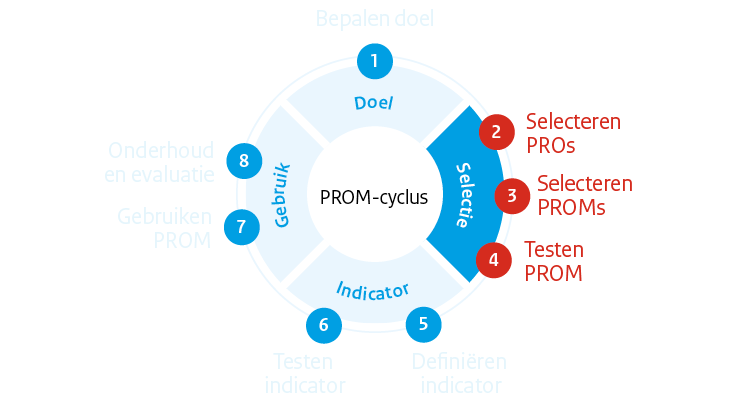 Bepalen doel
1
Doel
2
Selecteren
PROs
Selectie
3
Selecteren
PROMs
4
Testen
PROM
5
Definiëren
indicator
Indicator
6
Testen
indicator
7
Gebruiken
PROM
Gebruik
8
Onderhoud
en evaluatie
PROM-cyclus